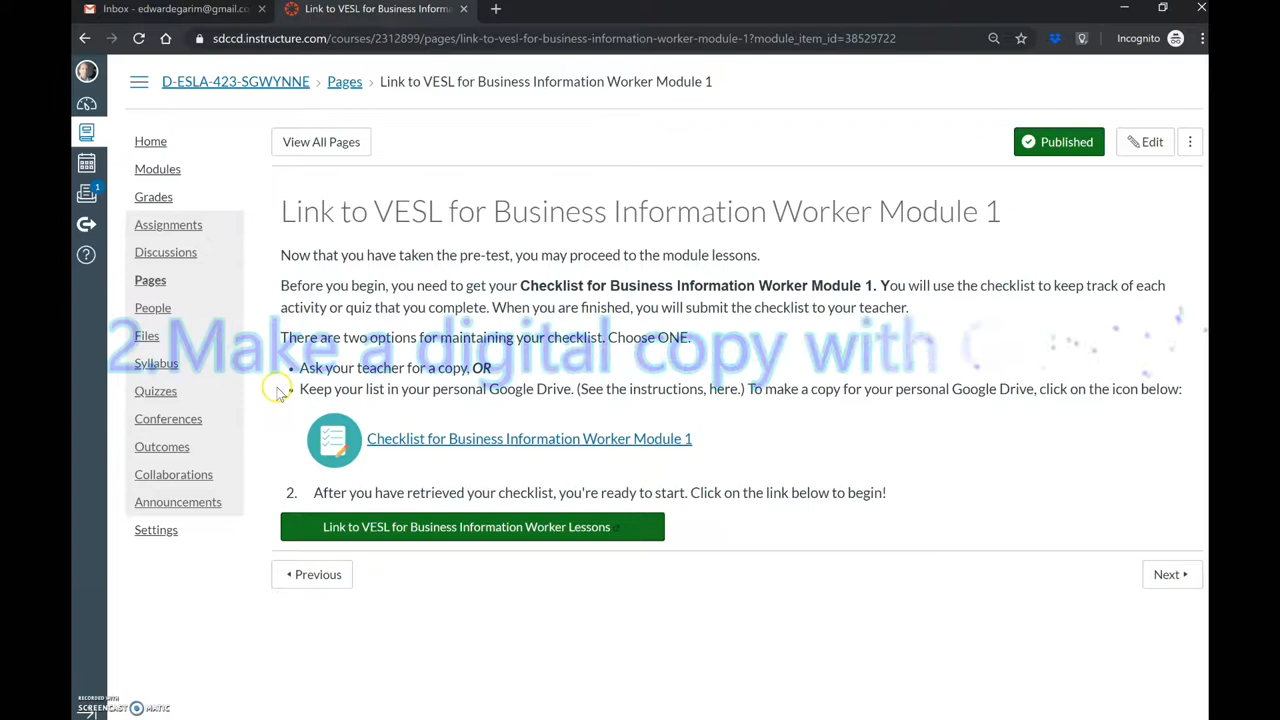 Inbox - edwardegarim@gmail.co
Link to VESL for Business Inform
sdccd.instructure.com/courses/2312899/pages/link-to-vesl-for-business-information-worker-module-1?module_item_id=38529722
Incognito
D-ESLA-423-SGWYNNE
Pages
Link to VESL for Business Information Worker Module 1
Home
Modules
Grades
Assignments
Discussions
Pages
People
Files
Syllabus
Quizzes
Conferences
Outcomes
Collaborations
Announcements
Settings
1
View All Pages
Published
Edit
Link to VESL for Business Information Worker Module 1
Now that you have taken the pre-test, you may proceed to the module lessons.
Before you begin, you need to get your Checklist for Business Information Worker Module 1. You will use the checklist to keep track of each
activity or quiz that you complete. When you are finished, you will submit the checklist to your teacher.
There are two options for maintaining your checklist. Choose ONE.
2.Make a digital copy with
• Ask your teacher for a copy, OR
• Keep your list in your personal Google Drive. (See the instructions, here.) To make a copy for your personal Google Drive, click on the icon below:
Checklist for Business Information Worker Module 1
2. After you have retrieved your checklist, you're ready to start. Click on the link below to begin!
Link to VESL for Business Information Worker Lessons
Previous
Next
RECORDED WITH
SCREENCAST MATIC